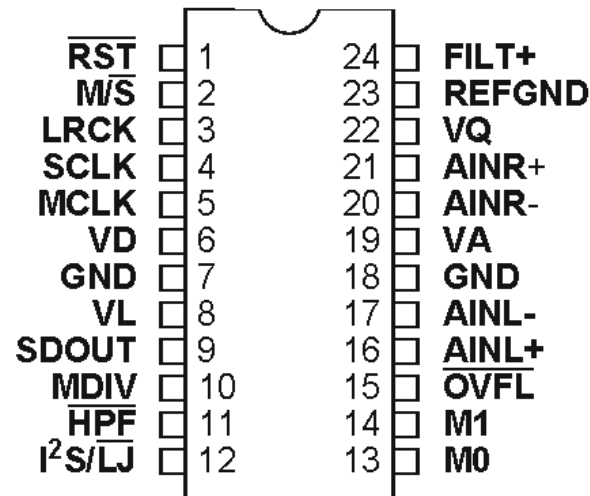 RST 1 24 FILT+
M/S 2 23 REFGND
LRCK 3 22 VQ
SCLK 4 21 AINR+
MCLK 5 20 AINR-
VD 6 19 VA
GND 7 18 GND
VL 8 17 AINL-
SDOUT 9 16 AINL+
MDIV 10 15 OVFL
HPF 11 14 M1
I²S/LJ 12 13 M0